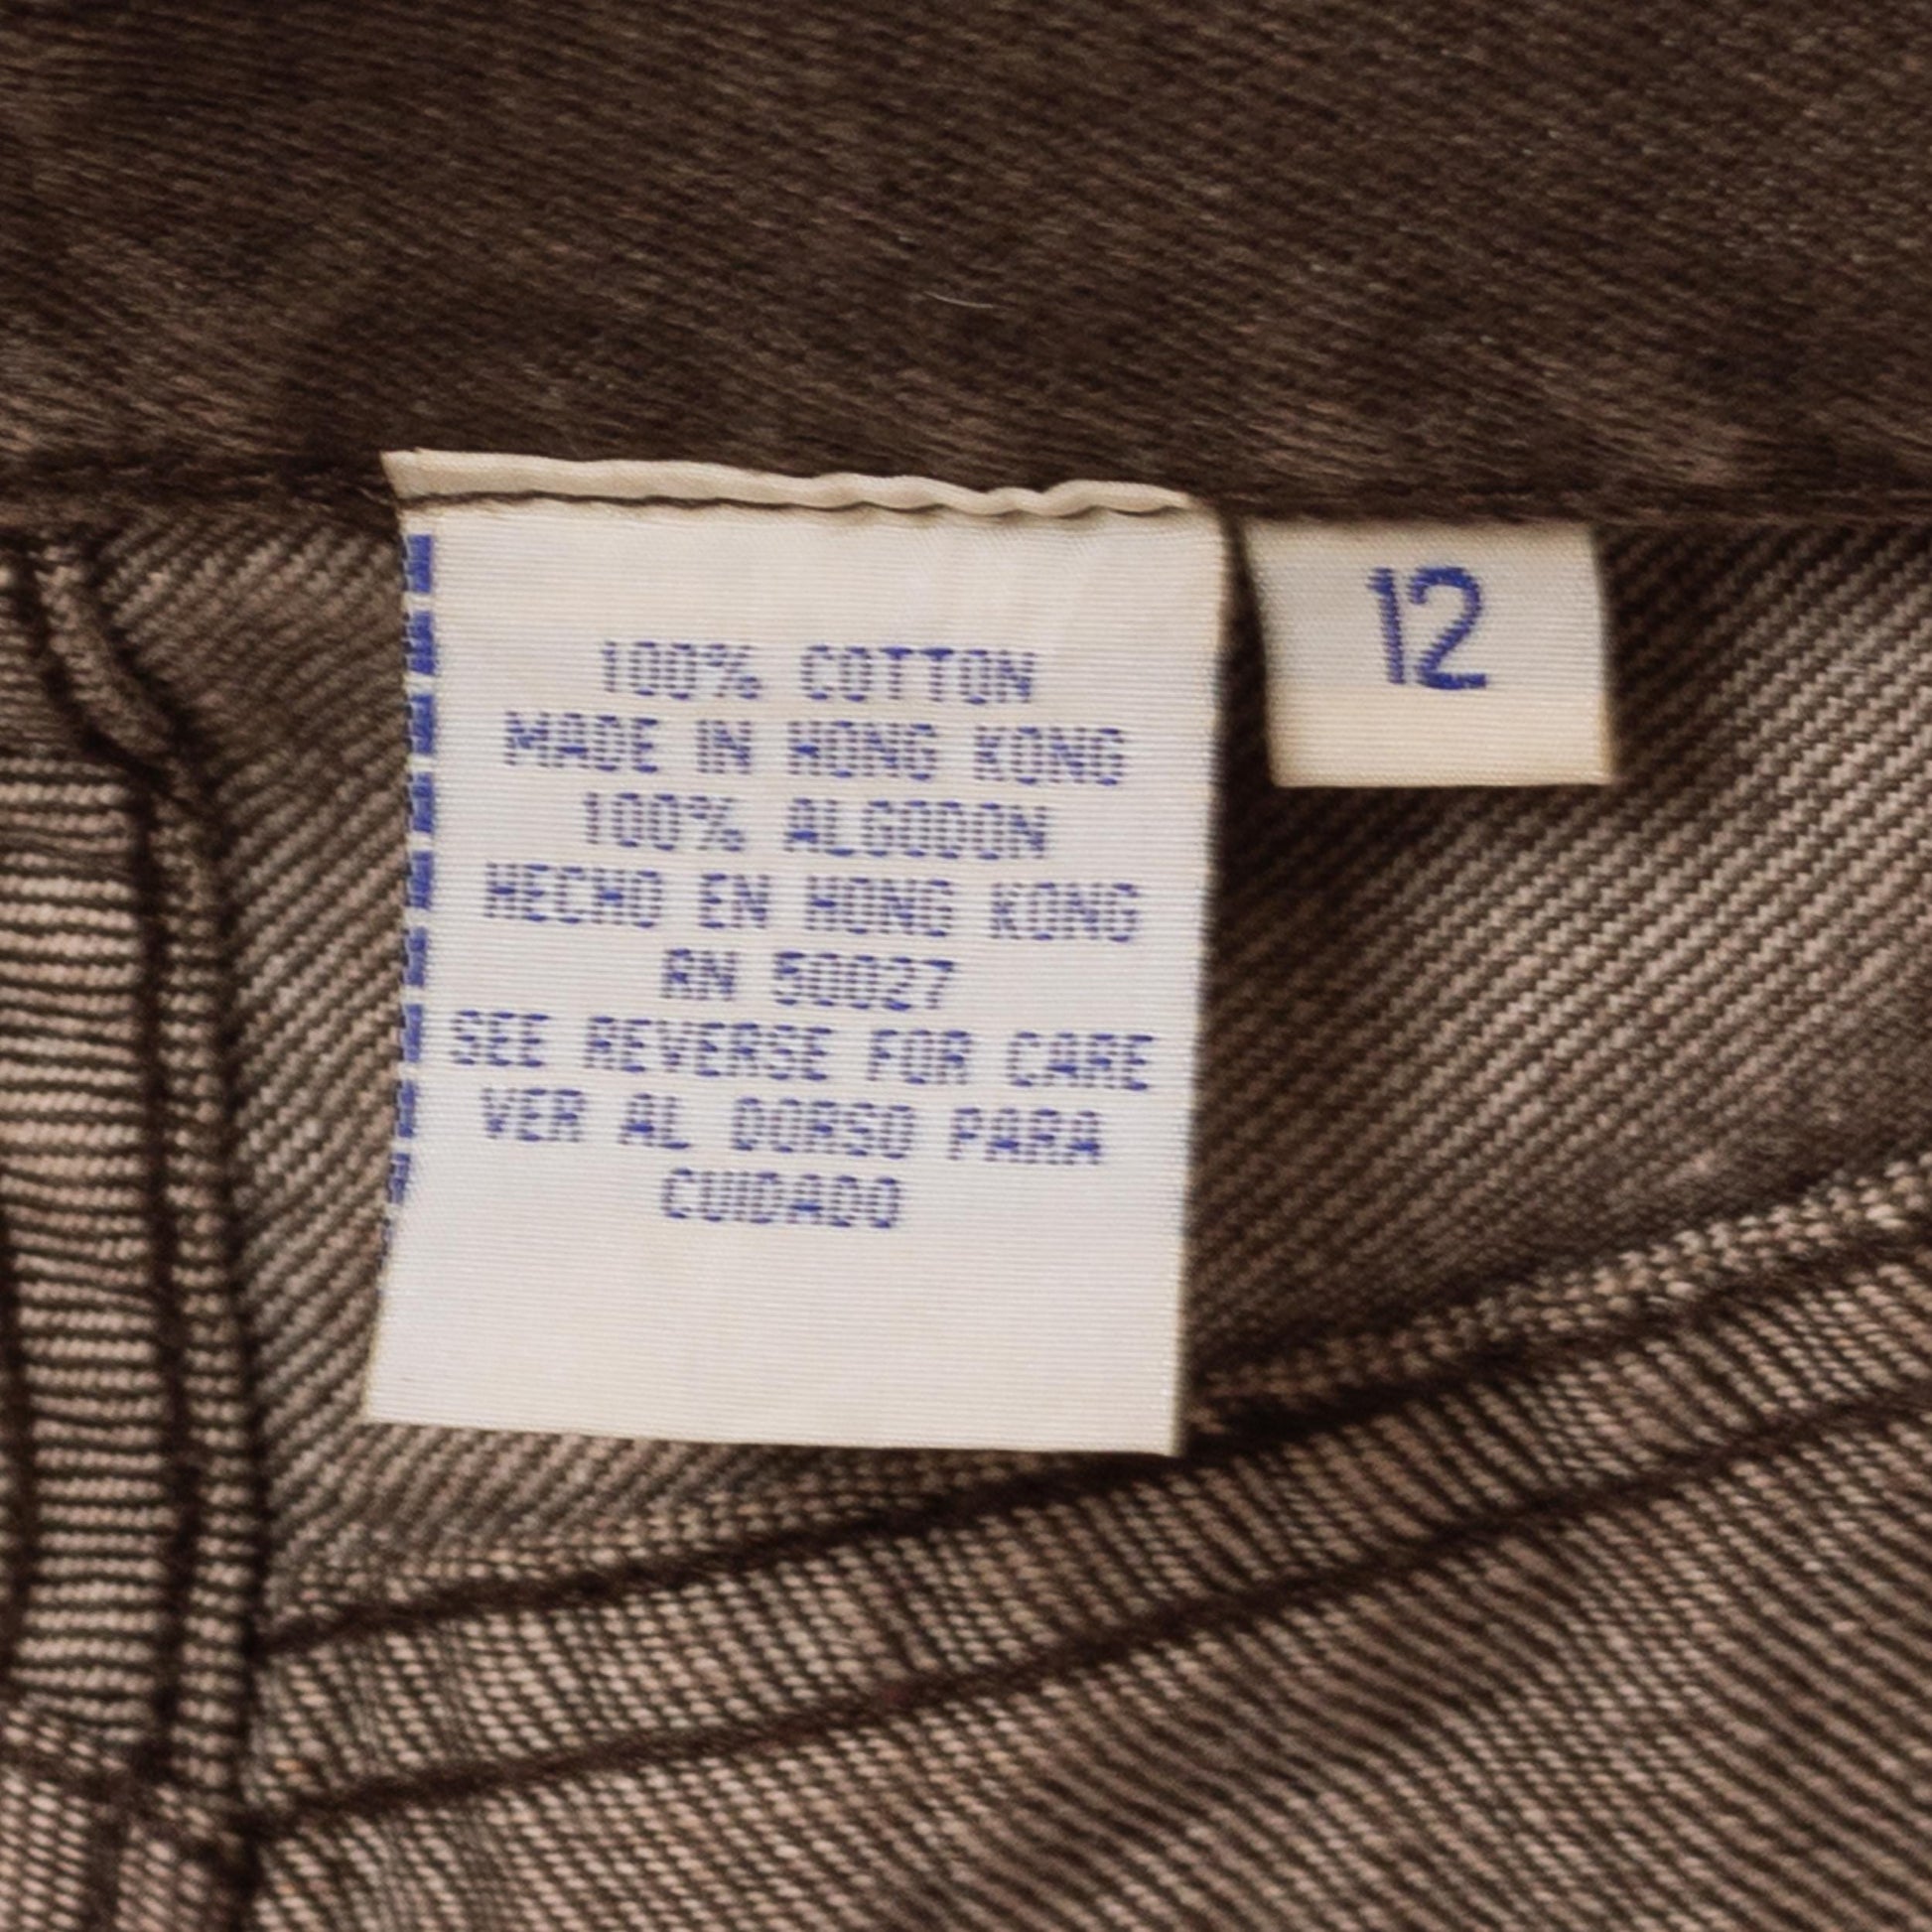 100% COTTON
MADE IN HONG KONG
100% ALGODON
HECHO EN HONG KONG
RN 50027
SEE REVERSE FOR CARE
VER AL DORSO PARA
CUIDADO
12